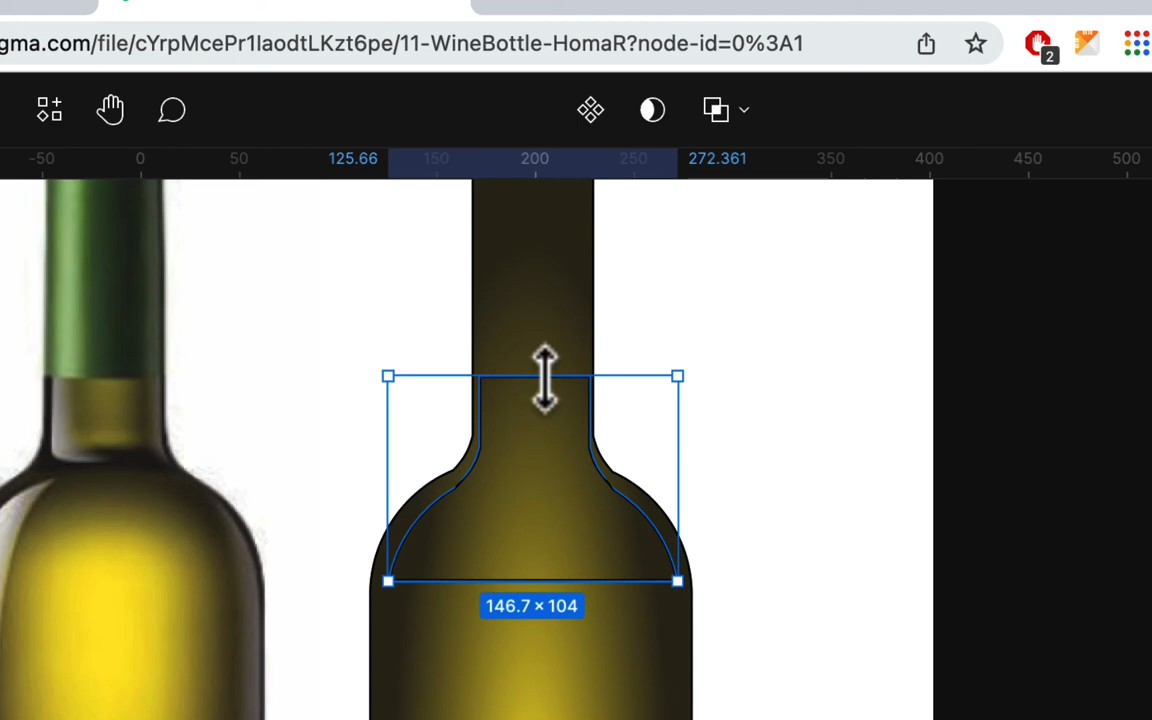 gma.com/file/cYrpMcePr1IaodtLKzt6pe/11-WineBottle-HomaR?node-id=0%3A1
2
-50 0 50 125.66 150 200 250 272.361 350 400 450 500
146.7 × 104